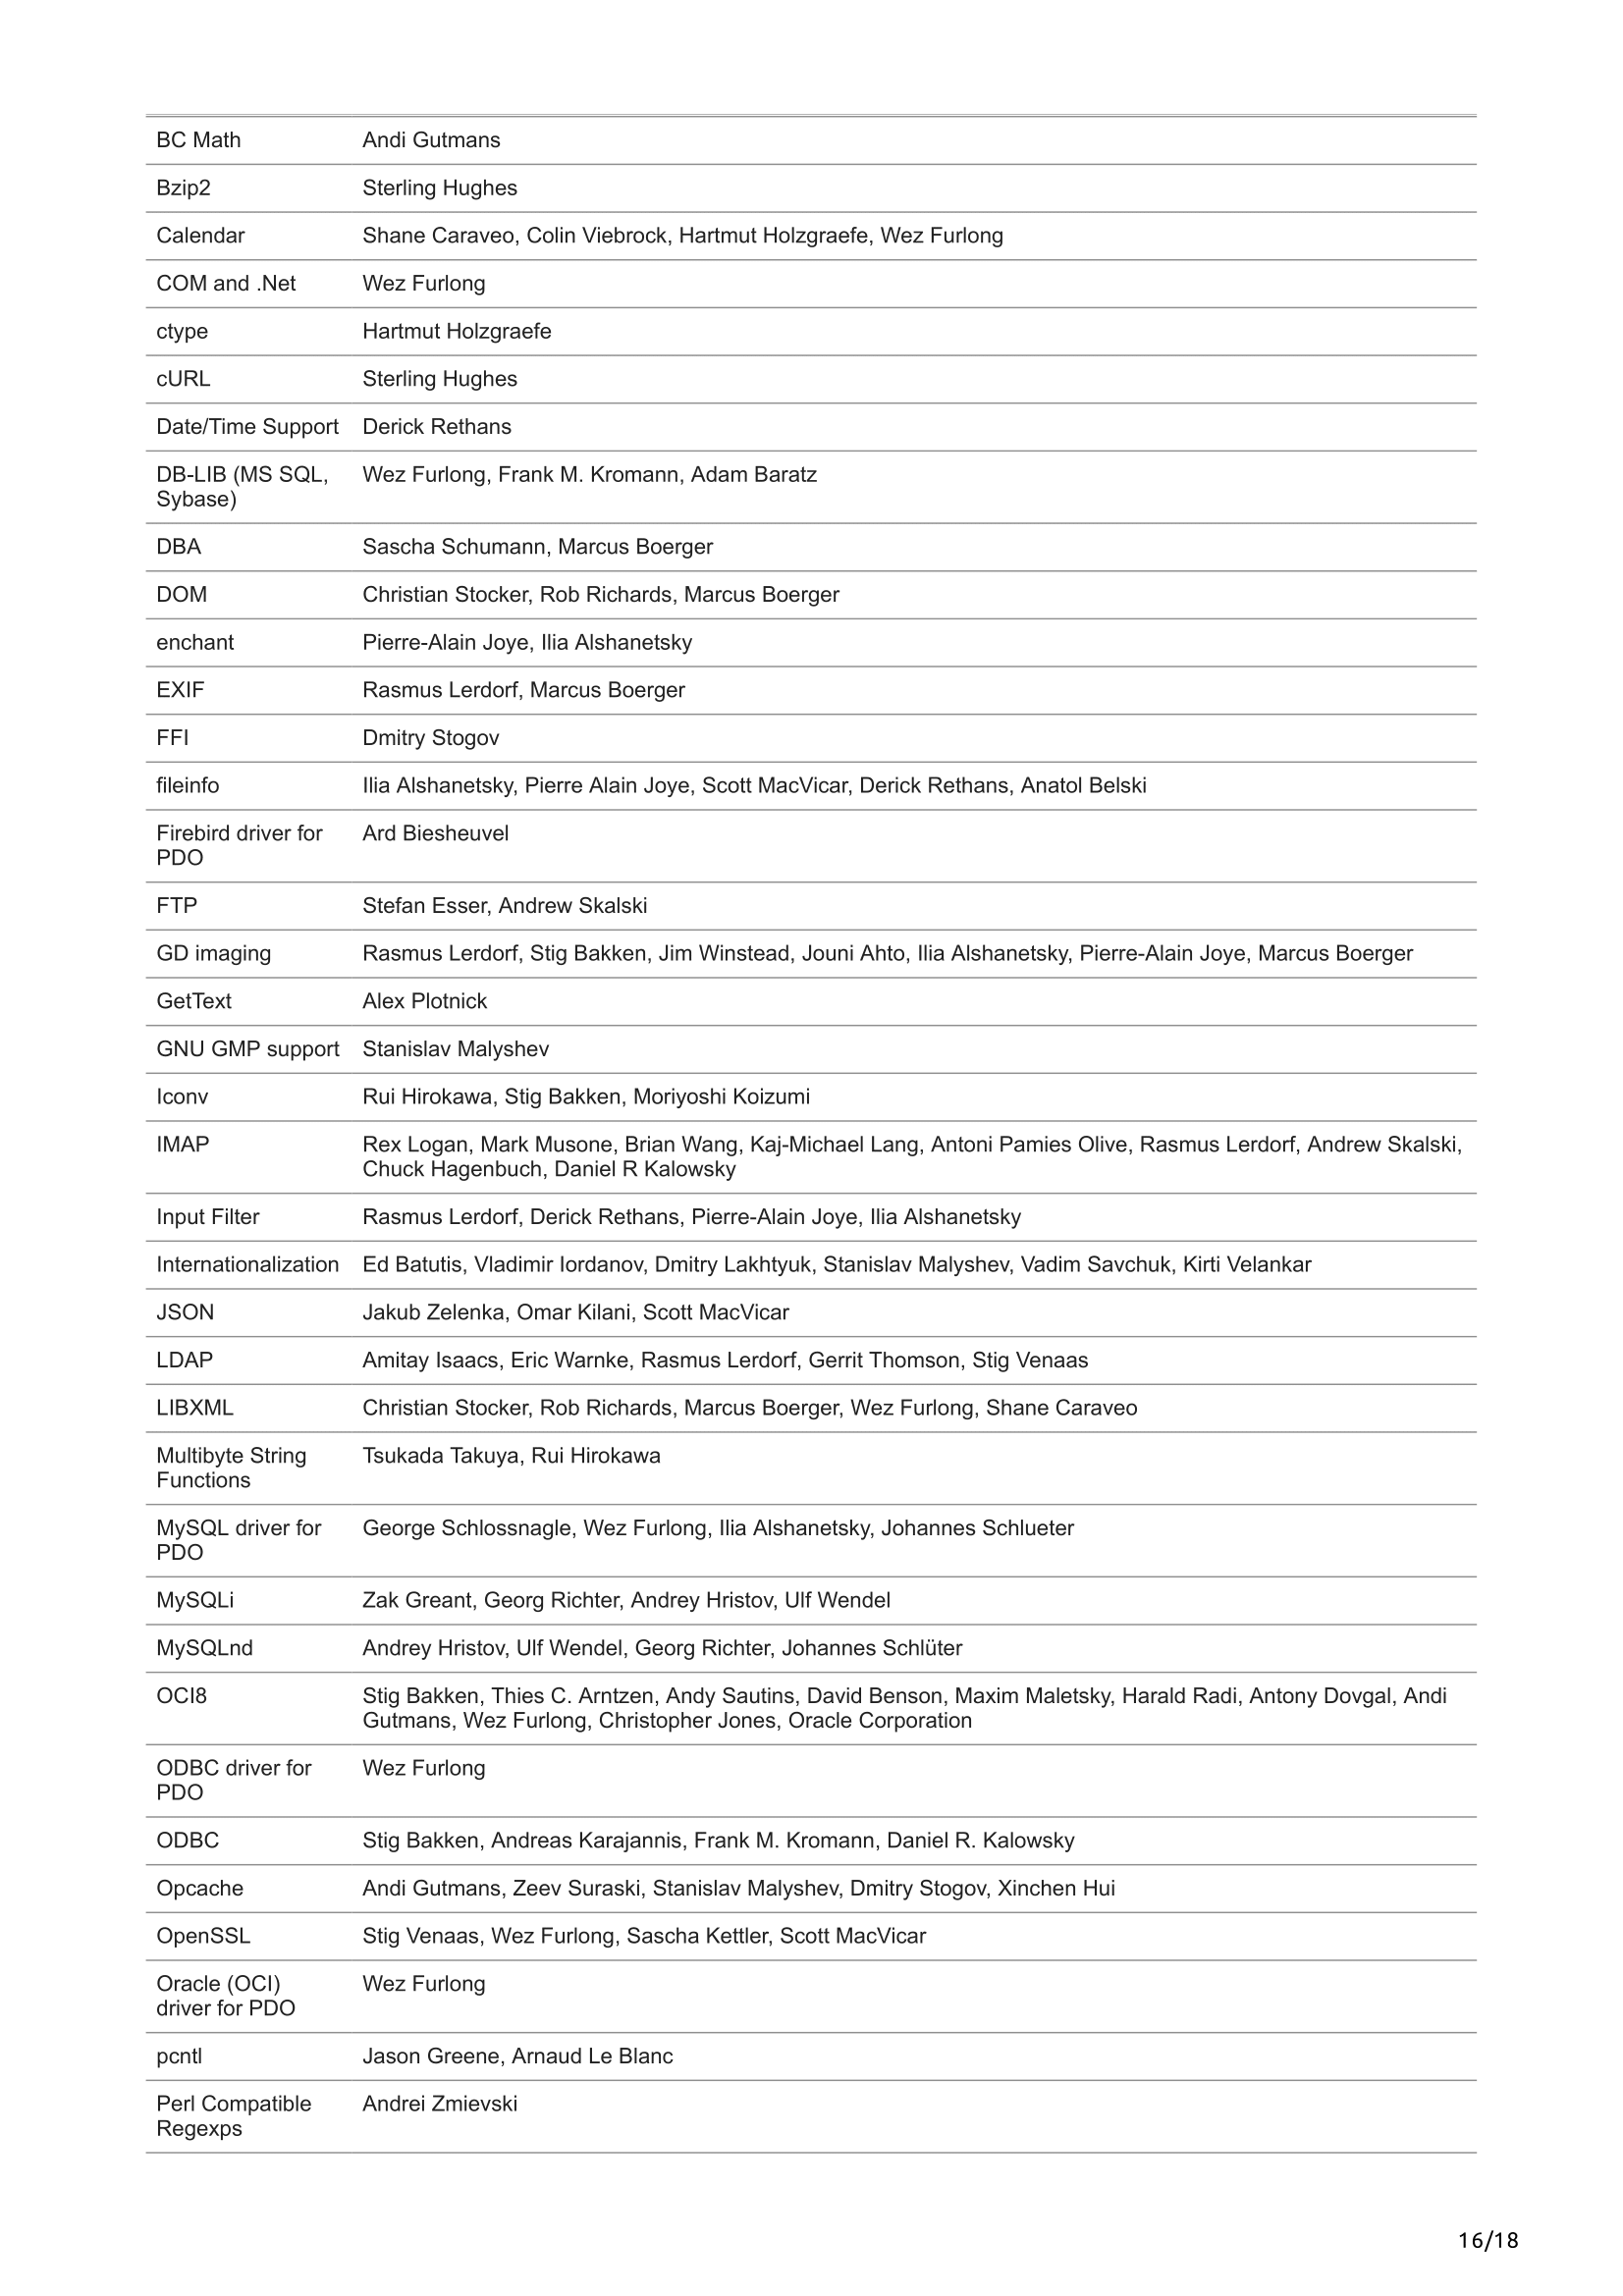 BC Math Andi Gutmans
Bzip2 Sterling Hughes
Calendar Shane Caraveo, Colin Viebrock, Hartmut Holzgraefe, Wez Furlong
COM and .Net Wez Furlong
ctype Hartmut Holzgraefe
cURL Sterling Hughes
Date/Time Support Derick Rethans
DB-LIB (MS SQL, Wez Furlong, Frank M. Kromann, Adam Baratz
Sybase)
DBA Sascha Schumann, Marcus Boerger
DOM Christian Stocker, Rob Richards, Marcus Boerger
enchant Pierre-Alain Joye, Ilia Alshanetsky
EXIF Rasmus Lerdorf, Marcus Boerger
FFI Dmitry Stogov
fileinfo Ilia Alshanetsky, Pierre Alain Joye, Scott MacVicar, Derick Rethans, Anatol Belski
Firebird driver for Ard Biesheuvel
PDO
FTP Stefan Esser, Andrew Skalski
GD imaging Rasmus Lerdorf, Stig Bakken, Jim Winstead, Jouni Ahto, Ilia Alshanetsky, Pierre-Alain Joye, Marcus Boerger
GetText Alex Plotnick
GNU GMP support Stanislav Malyshev
Iconv Rui Hirokawa, Stig Bakken, Moriyoshi Koizumi
IMAP Rex Logan, Mark Musone, Brian Wang, Kaj-Michael Lang, Antoni Pamies Olive, Rasmus Lerdorf, Andrew Skalski,
Chuck Hagenbuch, Daniel R Kalowsky
Input Filter Rasmus Lerdorf, Derick Rethans, Pierre-Alain Joye, Ilia Alshanetsky
Internationalization Ed Batutis, Vladimir Iordanov, Dmitry Lakhtyuk, Stanislav Malyshev, Vadim Savchuk, Kirti Velankar
JSON Jakub Zelenka, Omar Kilani, Scott MacVicar
LDAP Amitay Isaacs, Eric Warnke, Rasmus Lerdorf, Gerrit Thomson, Stig Venaas
LIBXML Christian Stocker, Rob Richards, Marcus Boerger, Wez Furlong, Shane Caraveo
Multibyte String Tsukada Takuya, Rui Hirokawa
Functions
MySQL driver for George Schlossnagle, Wez Furlong, Ilia Alshanetsky, Johannes Schlueter
PDO
MySQLi Zak Greant, Georg Richter, Andrey Hristov, Ulf Wendel
MySQLnd Andrey Hristov, Ulf Wendel, Georg Richter, Johannes Schlüter
OCI8 Stig Bakken, Thies C. Arntzen, Andy Sautins, David Benson, Maxim Maletsky, Harald Radi, Antony Dovgal, Andi
Gutmans, Wez Furlong, Christopher Jones, Oracle Corporation
ODBC driver for Wez Furlong
PDO
ODBC Stig Bakken, Andreas Karajannis, Frank M. Kromann, Daniel R. Kalowsky
Opcache Andi Gutmans, Zeev Suraski, Stanislav Malyshev, Dmitry Stogov, Xinchen Hui
OpenSSL Stig Venaas, Wez Furlong, Sascha Kettler, Scott MacVicar
Oracle (OCI) Wez Furlong
driver for PDO
pcntl Jason Greene, Arnaud Le Blanc
Perl Compatible Andrei Zmievski
Regexps
16/18